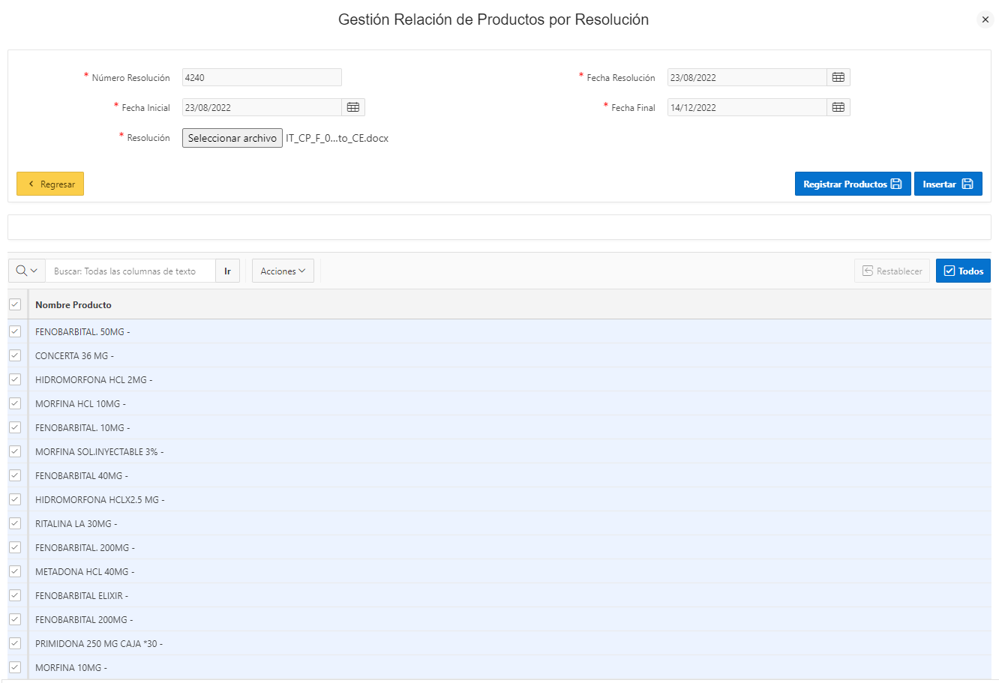 Gestión Relación de Productos por Resolución
* Número Resolución 4240 * Fecha Resolución 23/08/2022
* Fecha Inicial 23/08/2022 * Fecha Final 14/12/2022
* Resolución Seleccionar archivo IT_CP_F_0...to_CE.docx
Regresar Registrar Productos Insertar
Buscar: Todas las columnas de texto Ir Acciones Restablecer Todos
Nombre Producto
FENOBARBITAL. 50MG -
CONCERTA 36 MG -
HIDROMORFONA HCL 2MG -
MORFINA HCL 10MG -
FENOBARBITAL. 10MG -
MORFINA SOL.INYECTABLE 3% -
FENOBARBITAL 40MG -
HIDROMORFONA HCLX2.5 MG -
RITALINA LA 30MG -
FENOBARBITAL. 200MG -
METADONA HCL 40MG -
FENOBARBITAL ELIXIR -
FENOBARBITAL 200MG -
PRIMIDONA 250 MG CAJA *30 -
MORFINA 10MG -